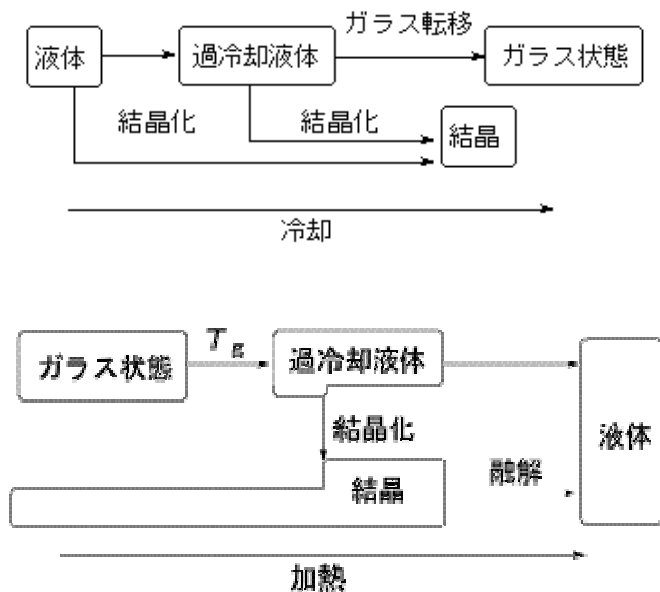 ガラス転移
液体
過冷却液体
ガラス状態
結晶化
結晶化
結晶
冷却
Tg
ガラス状態
過冷却液体
結晶化
液体
結晶
融解
加熱